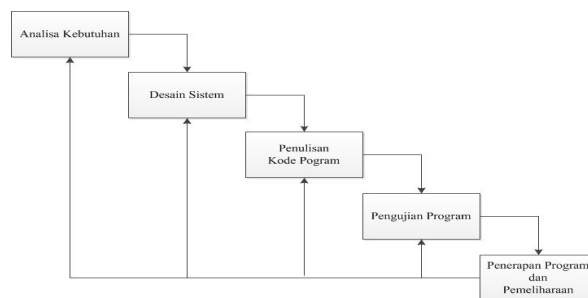 Analisa Kebutuhan
Desain Sistem
Penulisan
Kode Pogram
Pengujian Program
Penerapan Program
dan
Pemeliharaan